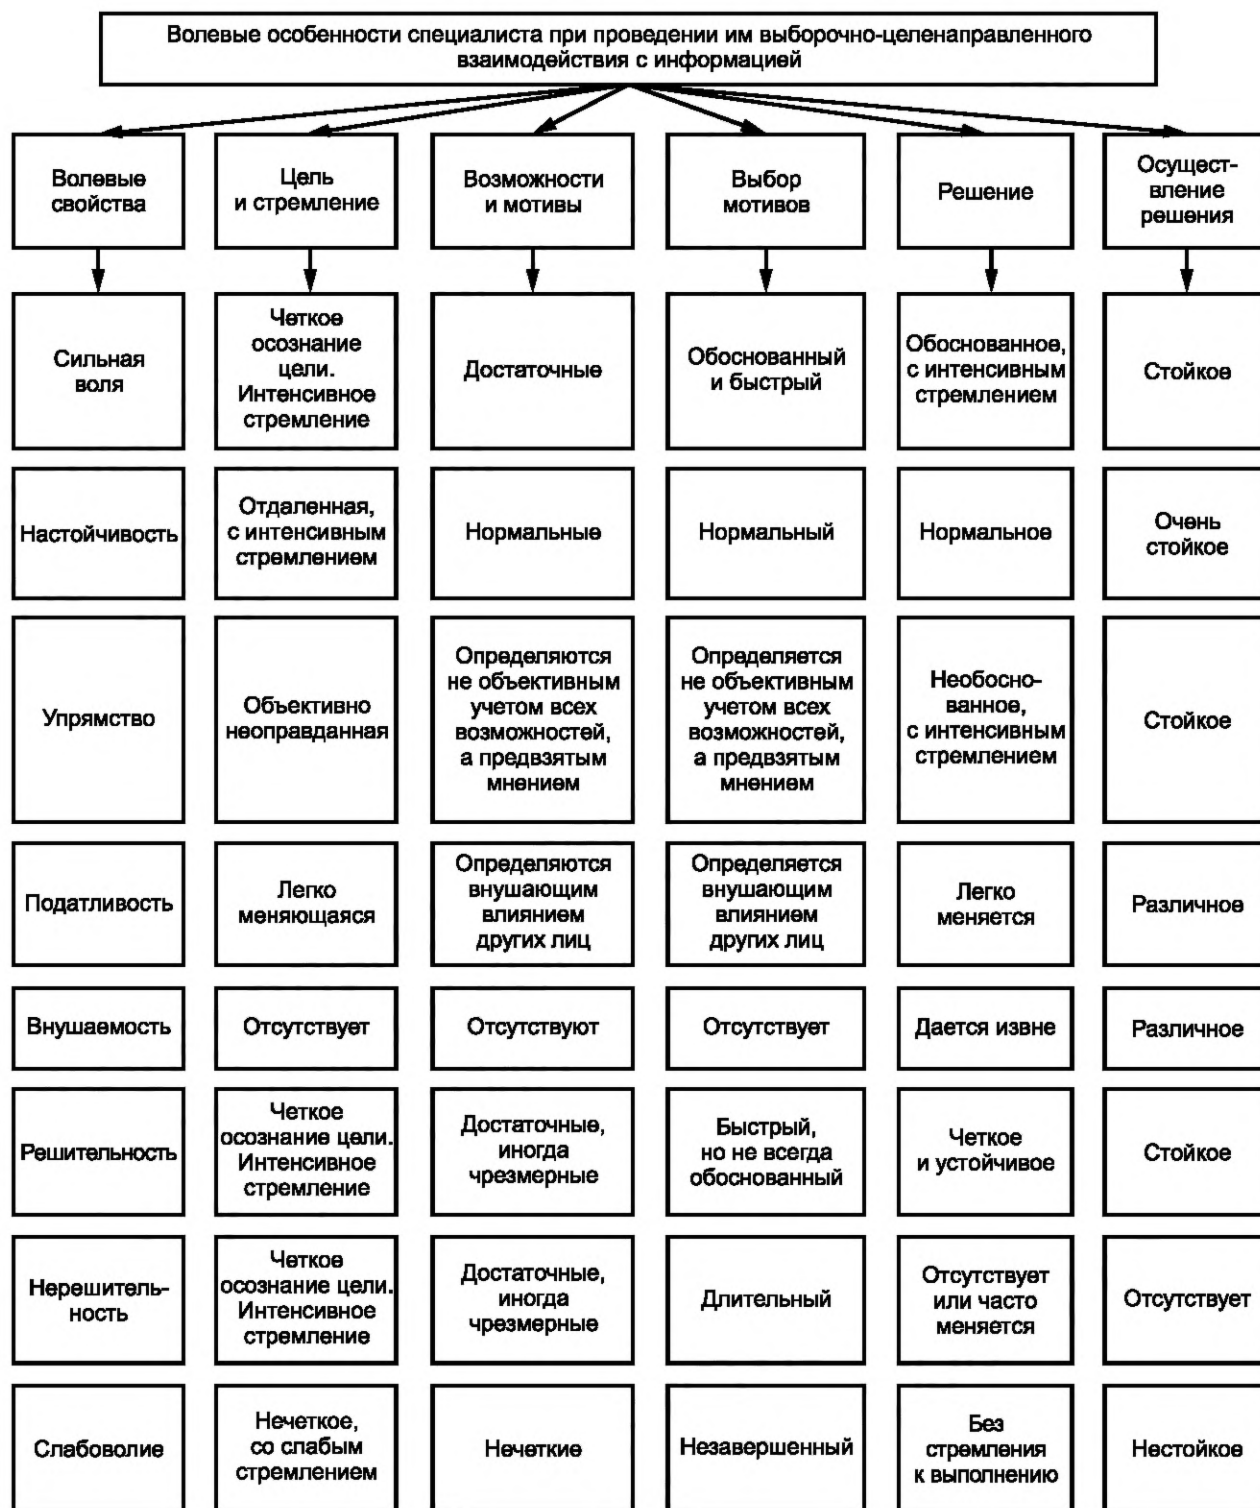 Волевые особенности специалиста при проведении им выборочно-целенаправленного
взаимодействия с информацией
Волевые
свойства
Цель
и стремление
Возможности
и мотивы
Выбор
мотивов
Решение
Осущест-
вление
решения
Сильная
воля
Четкое
осознание
цели.
Интенсивное
стремление
Достаточные
Обоснованный
и быстрый
Обоснованное,
с интенсивным
стремлением
Стойкое
Настойчивость
Отдаленная,
с интенсивным
стремлением
Нормальные
Нормальный
Нормальное
Очень
стойкое
Упрямство
Объективно
неоправданная
Определяются
не объективным
учетом всех
возможностей,
а предвзятым
мнением
Определяется
не объективным
учетом всех
возможностей,
а предвзятым
мнением
Необосно-
ванное,
с интенсивным
стремлением
Стойкое
Податливость
Легко
меняющаяся
Определяются
внушающим
влиянием
других лиц
Определяется
внушающим
влиянием
других лиц
Легко
меняется
Различное
Внушаемость
Отсутствует
Отсутствуют
Отсутствует
Дается извне
Различное
Решительность
Четкое
осознание цели.
Интенсивное
стремление
Достаточные,
иногда
чрезмерные
Быстрый,
но не всегда
обоснованный
Четкое
и устойчивое
Стойкое
Нерешитель-
ность
Четкое
осознание цели.
Интенсивное
стремление
Достаточные,
иногда
чрезмерные
Длительный
Отсутствует
или часто
меняется
Отсутствует
Слабоволие
Нечеткое,
со слабым
стремлением
Нечеткие
Незавершенный
Без
стремления
к выполнению
Нестойкое